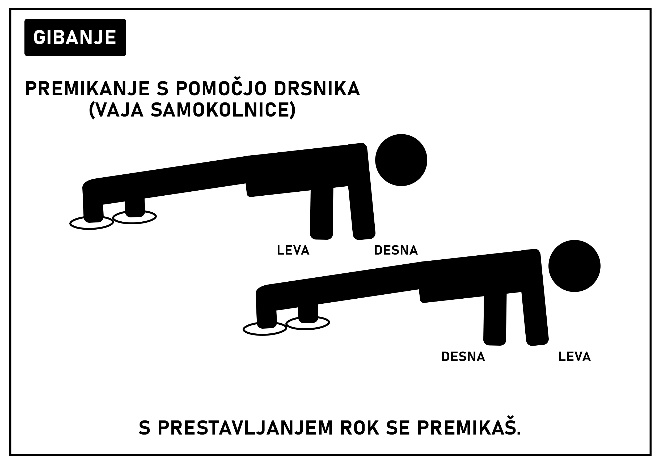 GIBANJE
PREMIKANJE S POMOČJO DRSNIKA
(VAJA SAMOKOLNICE)
LEVA DESNA
DESNA LEVA
S PRESTAVLJANJEM ROK SE PREMIKAŠ.